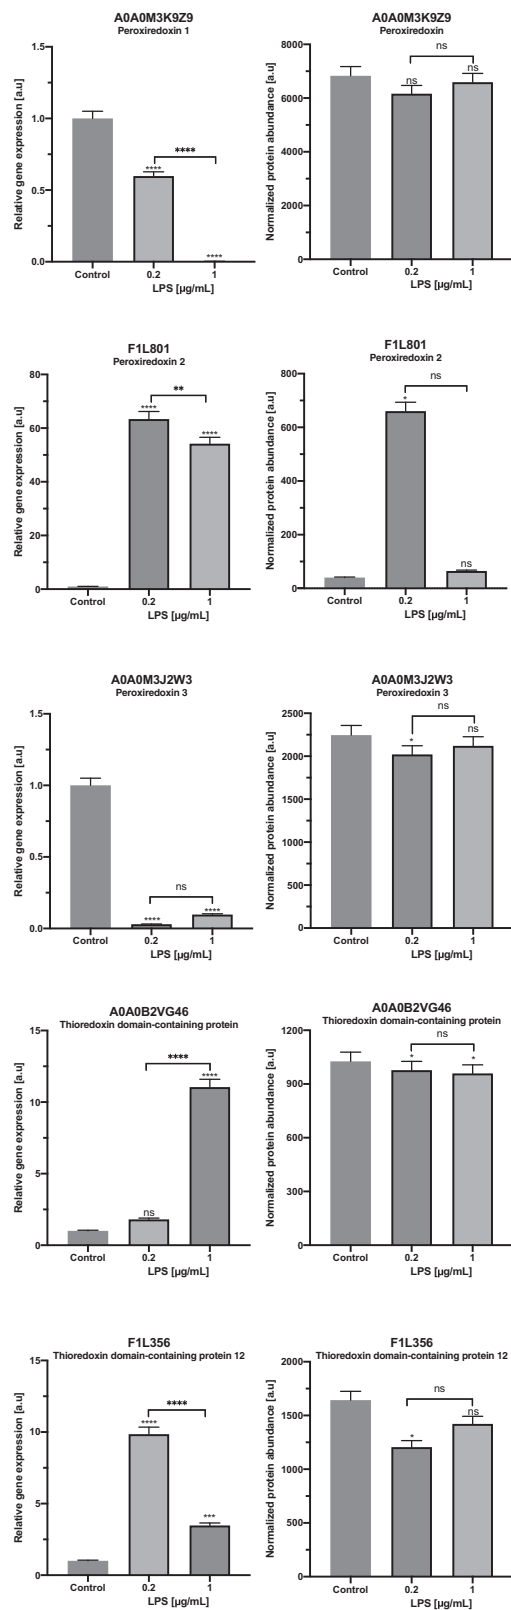 A0A0M3K9Z9
Peroxiredoxin 1
Relative gene expression [a.u]
1.5
1.0
0.5
0.0
****
****
****
Control
0.2
1
LPS [µg/mL]
A0A0M3K9Z9
Peroxiredoxin
Normalized protein abundance [a.u]
8000
6000
4000
2000
0
ns
ns
ns
Control
0.2
1
LPS [µg/mL]
F1L801
Peroxiredoxin 2
Relative gene expression [a.u]
80
60
40
20
0
**
****
****
Control
0.2
1
LPS [µg/mL]
F1L801
Peroxiredoxin 2
Normalized protein abundance [a.u]
800
600
400
200
0
ns
*
ns
Control
0.2
1
LPS [µg/mL]
A0A0M3J2W3
Peroxiredoxin 3
Relative gene expression [a.u]
1.5
1.0
0.5
0.0
ns
****
****
Control
0.2
1
LPS [µg/mL]
A0A0M3J2W3
Peroxiredoxin 3
Normalized protein abundance [a.u]
2500
2000
1500
1000
500
0
ns
*
ns
Control
0.2
1
LPS [µg/mL]
A0A0B2VG46
Thioredoxin domain-containing protein
Relative gene expression [a.u]
15
10
5
0
****
ns
****
Control
0.2
1
LPS [µg/mL]
A0A0B2VG46
Thioredoxin domain-containing protein
Normalized protein abundance [a.u]
1200
900
600
300
0
ns
*
*
Control
0.2
1
LPS [µg/mL]
F1L356
Thioredoxin domain-containing protein 12
Relative gene expression [a.u]
15
10
5
0
****
****
***
Control
0.2
1
LPS [µg/mL]
F1L356
Thioredoxin domain-containing protein 12
Normalized protein abundance [a.u]
2000
1500
1000
500
0
ns
*
ns
Control
0.2
1
LPS [µg/mL]